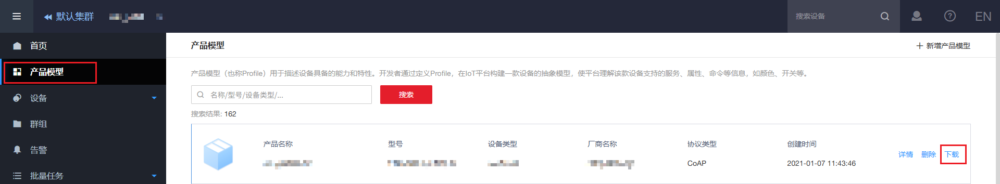 默认集群
搜索设备
EN
首页
产品模型
设备
群组
告警
批量任务
产品模型
新增产品模型
产品模型（也称Profile）用于描述设备具备的能力和特性。开发者通过定义Profile，在IoT平台构建一款设备的抽象模型，使平台理解该款设备支持的服务、属性、命令等信息，如颜色、开关等。
名称/型号/设备类型/...
搜索
搜索结果: 162
产品名称 型号 设备类型 厂商名称 协议类型 创建时间
详情 删除 下载
CoAP 2021-01-07 11:43:46